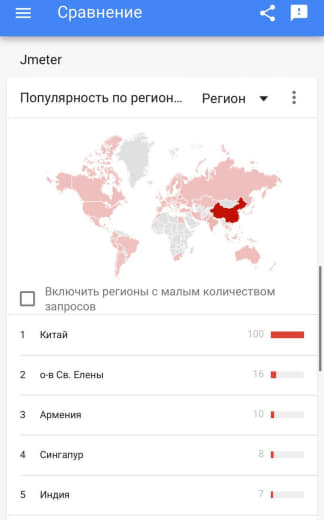 Сравнение
Jmeter
Популярность по регион...
Регион
Включить регионы с малым количеством
запросов
1 Китай 100
2 о-в Св. Елены 16
3 Армения 10
4 Сингапур 8
5 Индия 7